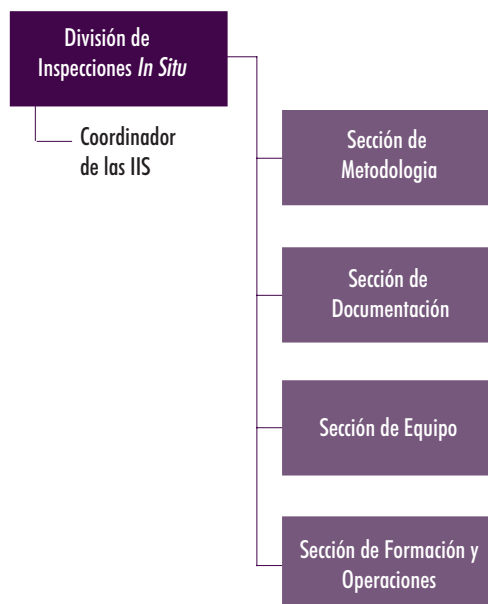 División de
Inspecciones In Situ
Coordinador
de las IIS
Sección de
Metodologia
Sección de
Documentación
Sección de Equipo
Sección de Formación y
Operaciones